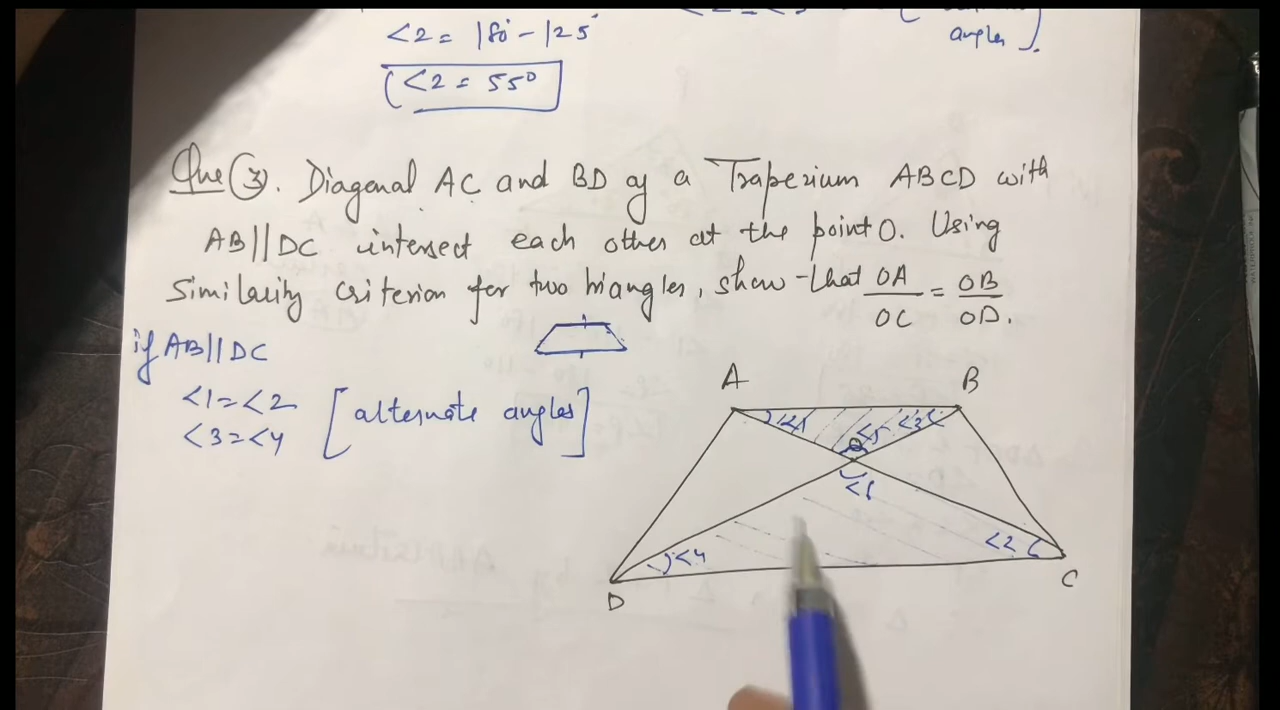 <2 = 180 - 125
<2 = 55°
angles ].
Que (3). Diagonal AC and BD of a Trapezium ABCD with
AB||DC intersect each other at the point O. Using
Similarity criterion for two triangles, show that OA/OC = OB/OD.
if AB||DC
<1 = <2 [alternate angles]
<3 = <4
A B
<5 <3
O
<4 <2
D C